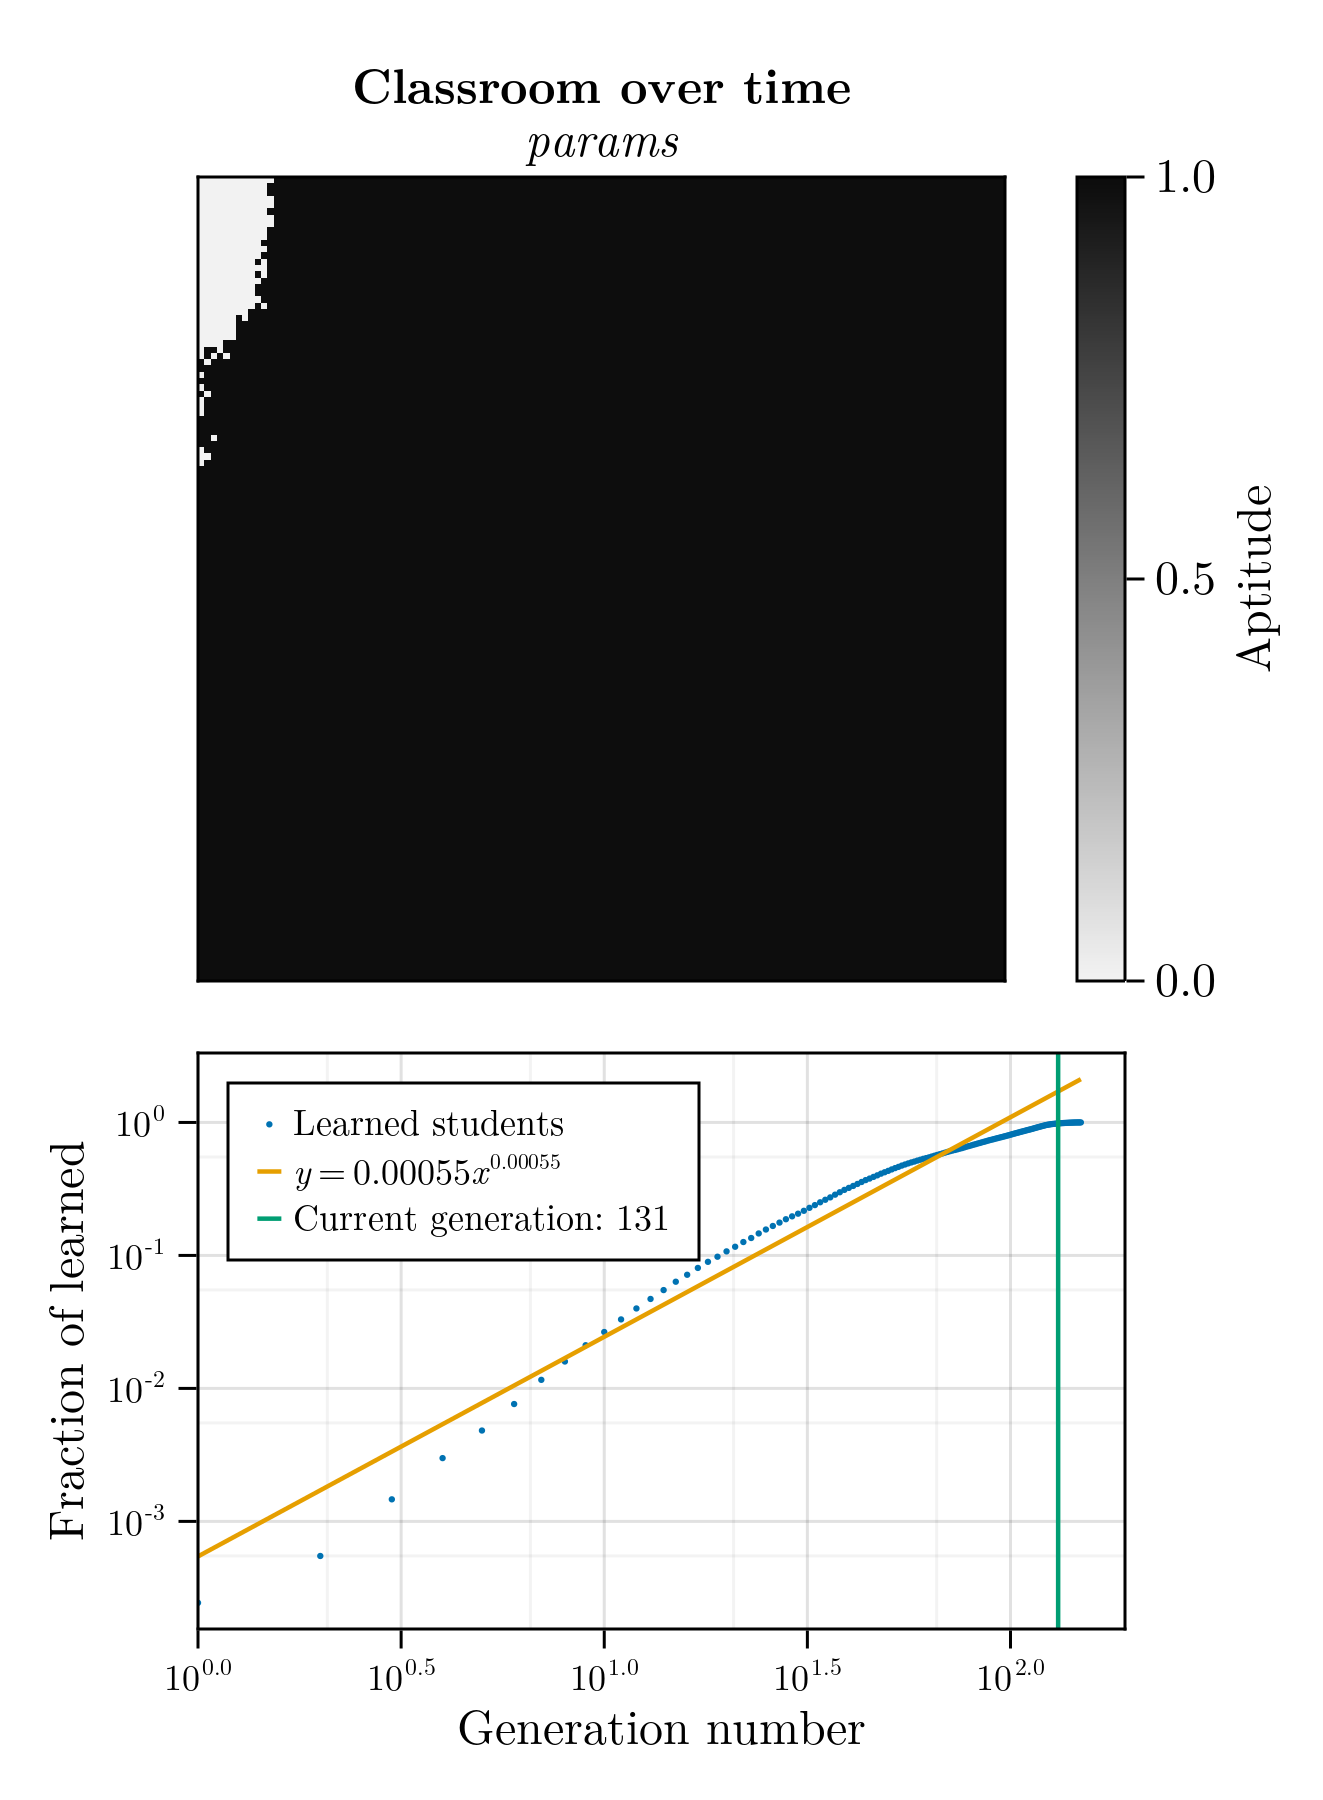 Classroom over time
params
1.0
0.5
0.0
Aptitude
Learned students
y = 0.00055x^0.00055
Current generation: 131
10^0
10^-1
10^-2
10^-3
Fraction of learned
10^0.0 10^0.5 10^1.0 10^1.5 10^2.0
Generation number